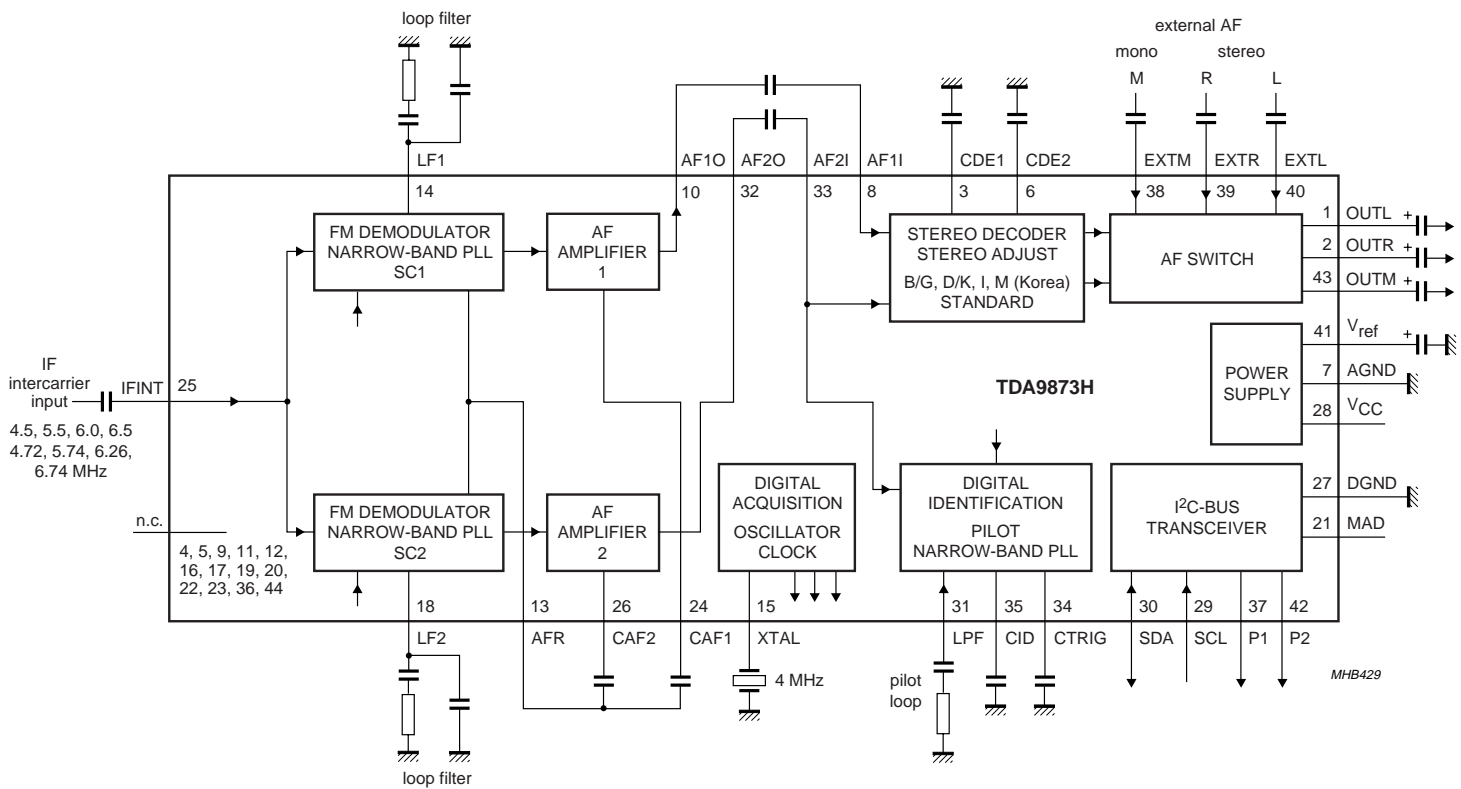 loop filter
external AF
mono
stereo
M
R
L
LF1
AF1O
AF2O
AF2I
AF1I
CDE1
CDE2
EXTM
EXTR
EXTL
14
10
32
33
8
3
6
38
39
40
FM DEMODULATOR
NARROW-BAND PLL
SC1
AF
AMPLIFIER
1
STEREO DECODER
STEREO ADJUST
B/G, D/K, I, M (Korea)
STANDARD
AF SWITCH
1 OUTL +
2 OUTR +
43 OUTM +
41 Vref +
7 AGND
28 VCC
POWER
SUPPLY
TDA9873H
IF
intercarrier
input
IFINT
25
4.5, 5.5, 6.0, 6.5
4.72, 5.74, 6.26,
6.74 MHz
n.c.
4, 5, 9, 11, 12,
16, 17, 19, 20,
22, 23, 36, 44
FM DEMODULATOR
NARROW-BAND PLL
SC2
AF
AMPLIFIER
2
DIGITAL
ACQUISITION
OSCILLATOR
CLOCK
DIGITAL
IDENTIFICATION
PILOT
NARROW-BAND PLL
I2C-BUS
TRANSCEIVER
27 DGND
21 MAD
18
13
26
24
15
31
35
34
30
29
37
42
LF2
AFR
CAF2
CAF1
XTAL
LPF
CID
CTRIG
SDA
SCL
P1
P2
4 MHz
pilot
loop
MHB429
loop filter